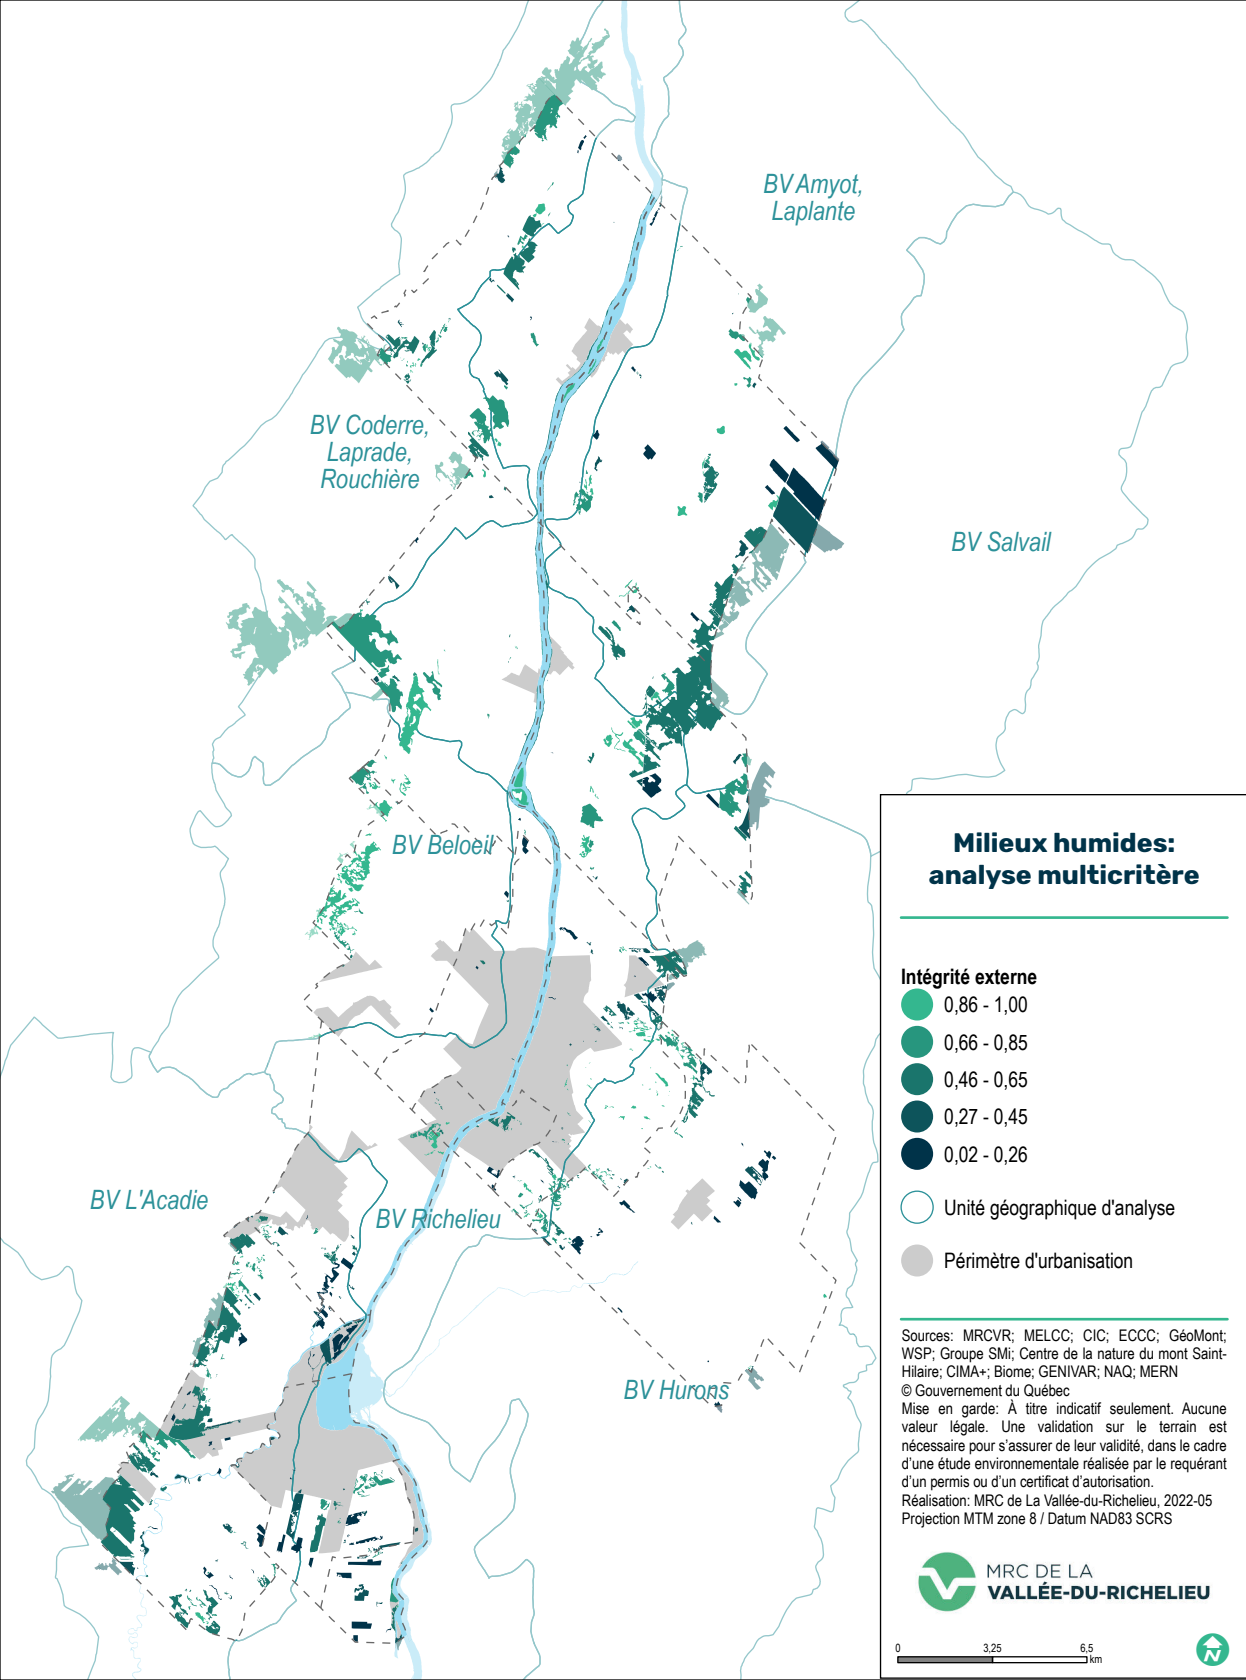 BV Amyot,
Laplante
BV Coderre,
Laprade,
Rouchière
BV Salvail
BV Beloeil
BV L'Acadie
BV Richelieu
BV Hurons
Milieux humides:
analyse multicritère
Intégrité externe
0,86 - 1,00
0,66 - 0,85
0,46 - 0,65
0,27 - 0,45
0,02 - 0,26
Unité géographique d'analyse
Périmètre d'urbanisation
Sources: MRCVR; MELCC; CIC; ECCC; GéoMont;
WSP; Groupe SMi; Centre de la nature du mont Saint-
Hilaire; CIMA+; Biome; GENIVAR; NAQ; MERN
© Gouvernement du Québec
Mise en garde: À titre indicatif seulement. Aucune
valeur légale. Une validation sur le terrain est
nécessaire pour s'assurer de leur validité, dans le cadre
d'une étude environnementale réalisée par le requérant
d'un permis ou d'un certificat d'autorisation.
Réalisation: MRC de La Vallée-du-Richelieu, 2022-05
Projection MTM zone 8 / Datum NAD83 SCRS
MRC DE LA
VALLÉE-DU-RICHELIEU
0 3,25 6,5
km
N